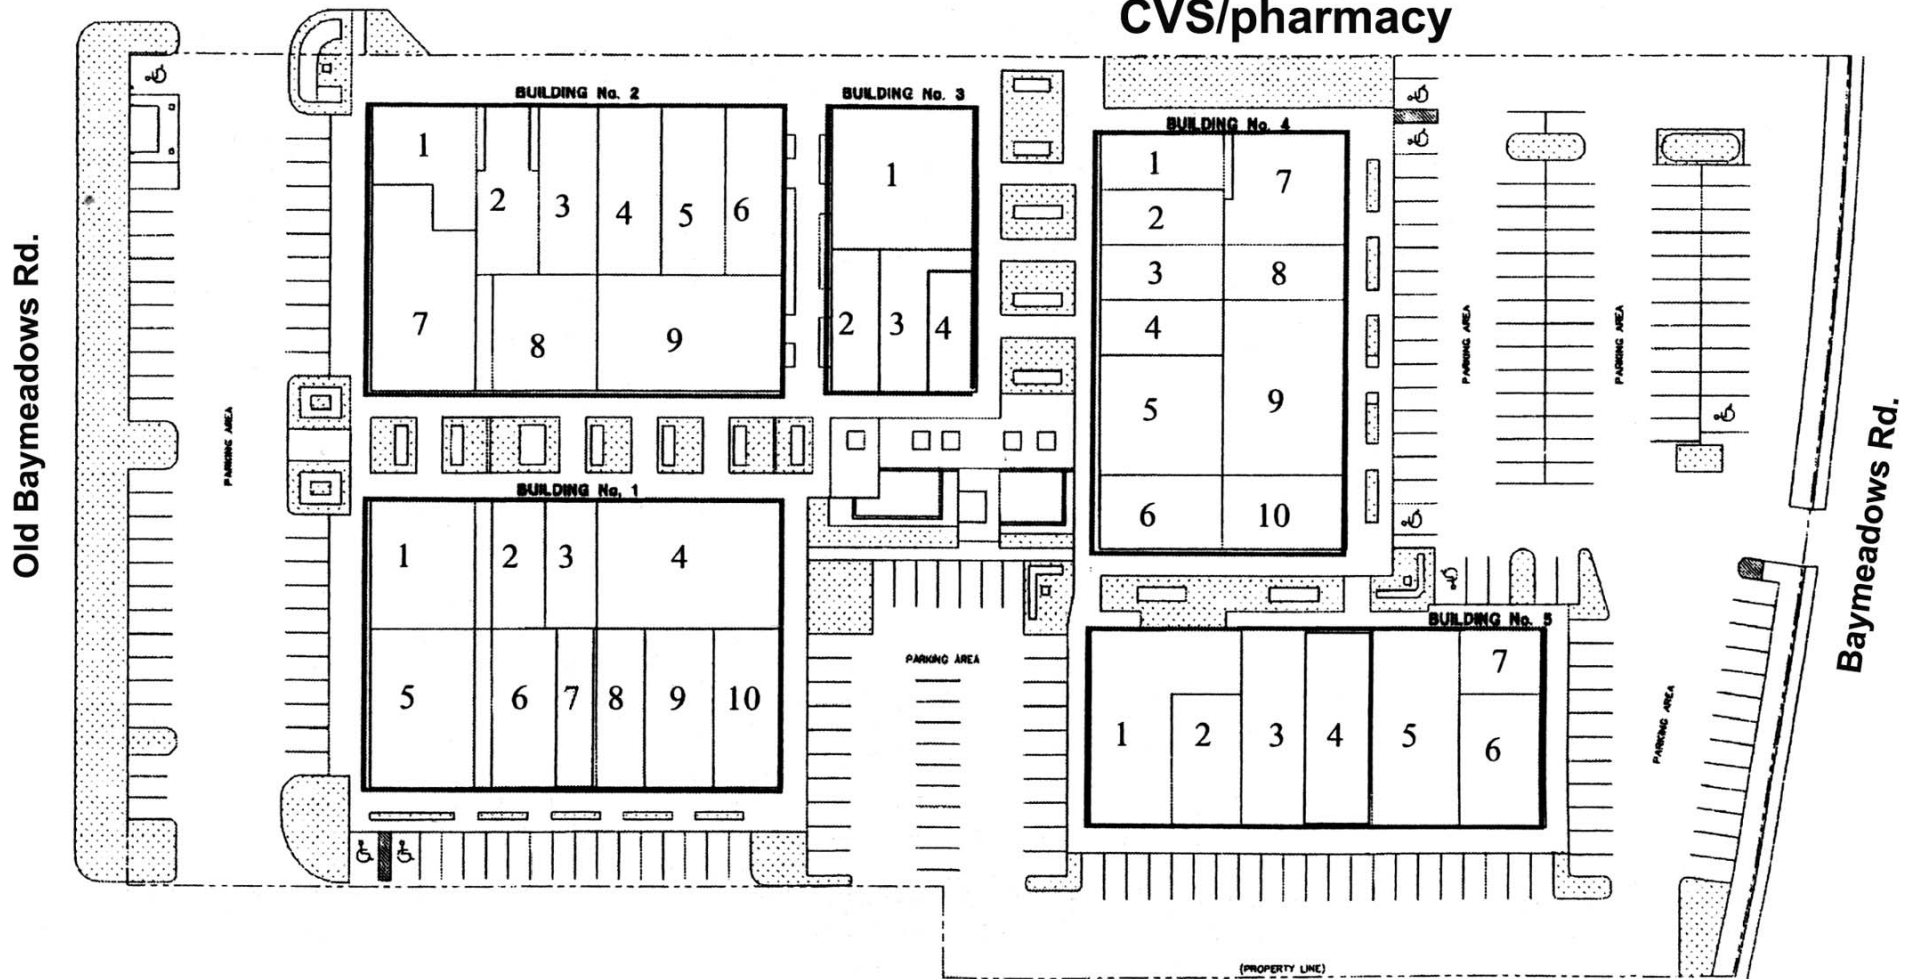 CVS/pharmacy
BUILDING No. 2
BUILDING No. 3
BUILDING No. 4
1
2
3
4
5
6
7
8
9
1
2
3
4
1
2
3
4
5
6
7
8
9
10
Old Baymeadows Rd.
PARKING AREA
PARKING AREA
PARKING AREA
Baymeadows Rd.
BUILDING No. 1
1
2
3
4
5
6
7
8
9
10
PARKING AREA
BUILDING No. 5
1
2
3
4
5
6
7
PARKING AREA
(PROPERTY LINE)